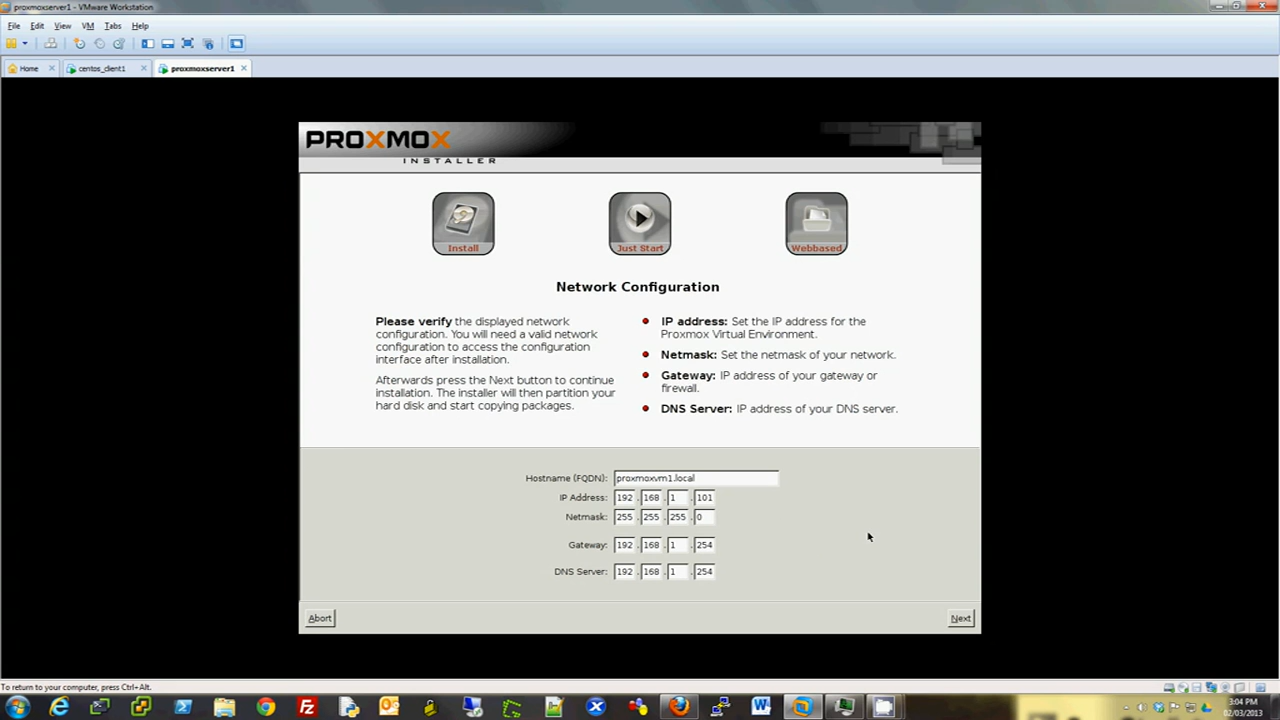 proxmoxserver1 - VMware Workstation
File Edit View VM Tabs Help
Home centos_client1 proxmoxserver1
PROXMOX
INSTALLER
Install Just Start Webbased
Network Configuration
Please verify the displayed network
configuration. You will need a valid network
configuration to access the configuration
interface after installation.
Afterwards press the Next button to continue
installation. The installer will then partition your
hard disk and start copying packages.
IP address: Set the IP address for the
Proxmox Virtual Environment.
Netmask: Set the netmask of your network.
Gateway: IP address of your gateway or
firewall.
DNS Server: IP address of your DNS server.
Hostname (FQDN): proxmoxvm1.local
IP Address: 192 . 168 . 1 . 101
Netmask: 255 . 255 . 255 . 0
Gateway: 192 . 168 . 1 . 254
DNS Server: 192 . 168 . 1 . 254
Abort Next
To return to your computer, press Ctrl+Alt.
3:04 PM
02/03/2013